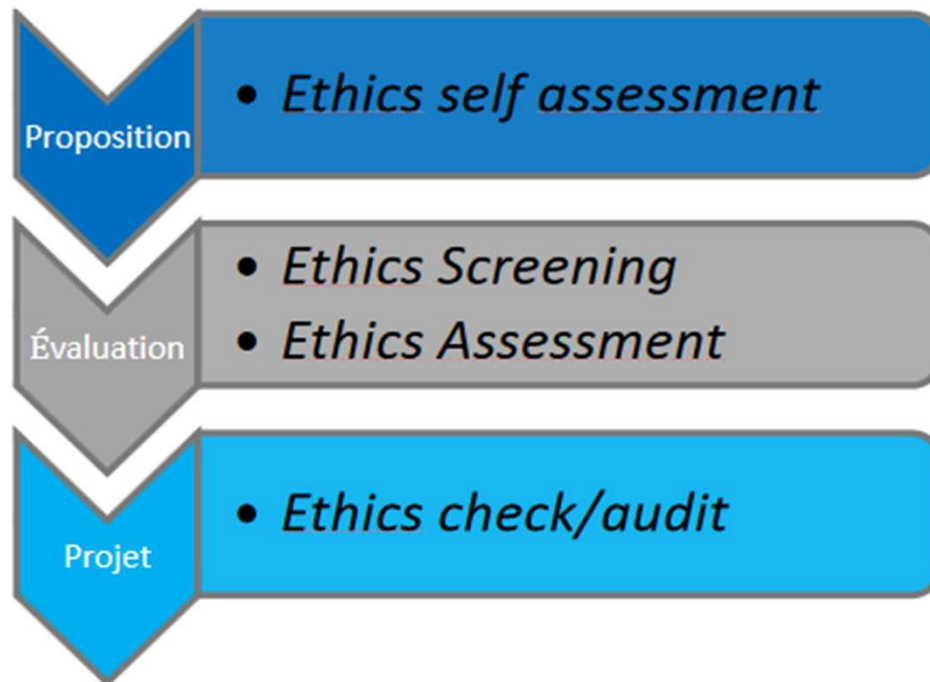 Proposition
• Ethics self assessment
Évaluation
• Ethics Screening
• Ethics Assessment
Projet
• Ethics check/audit